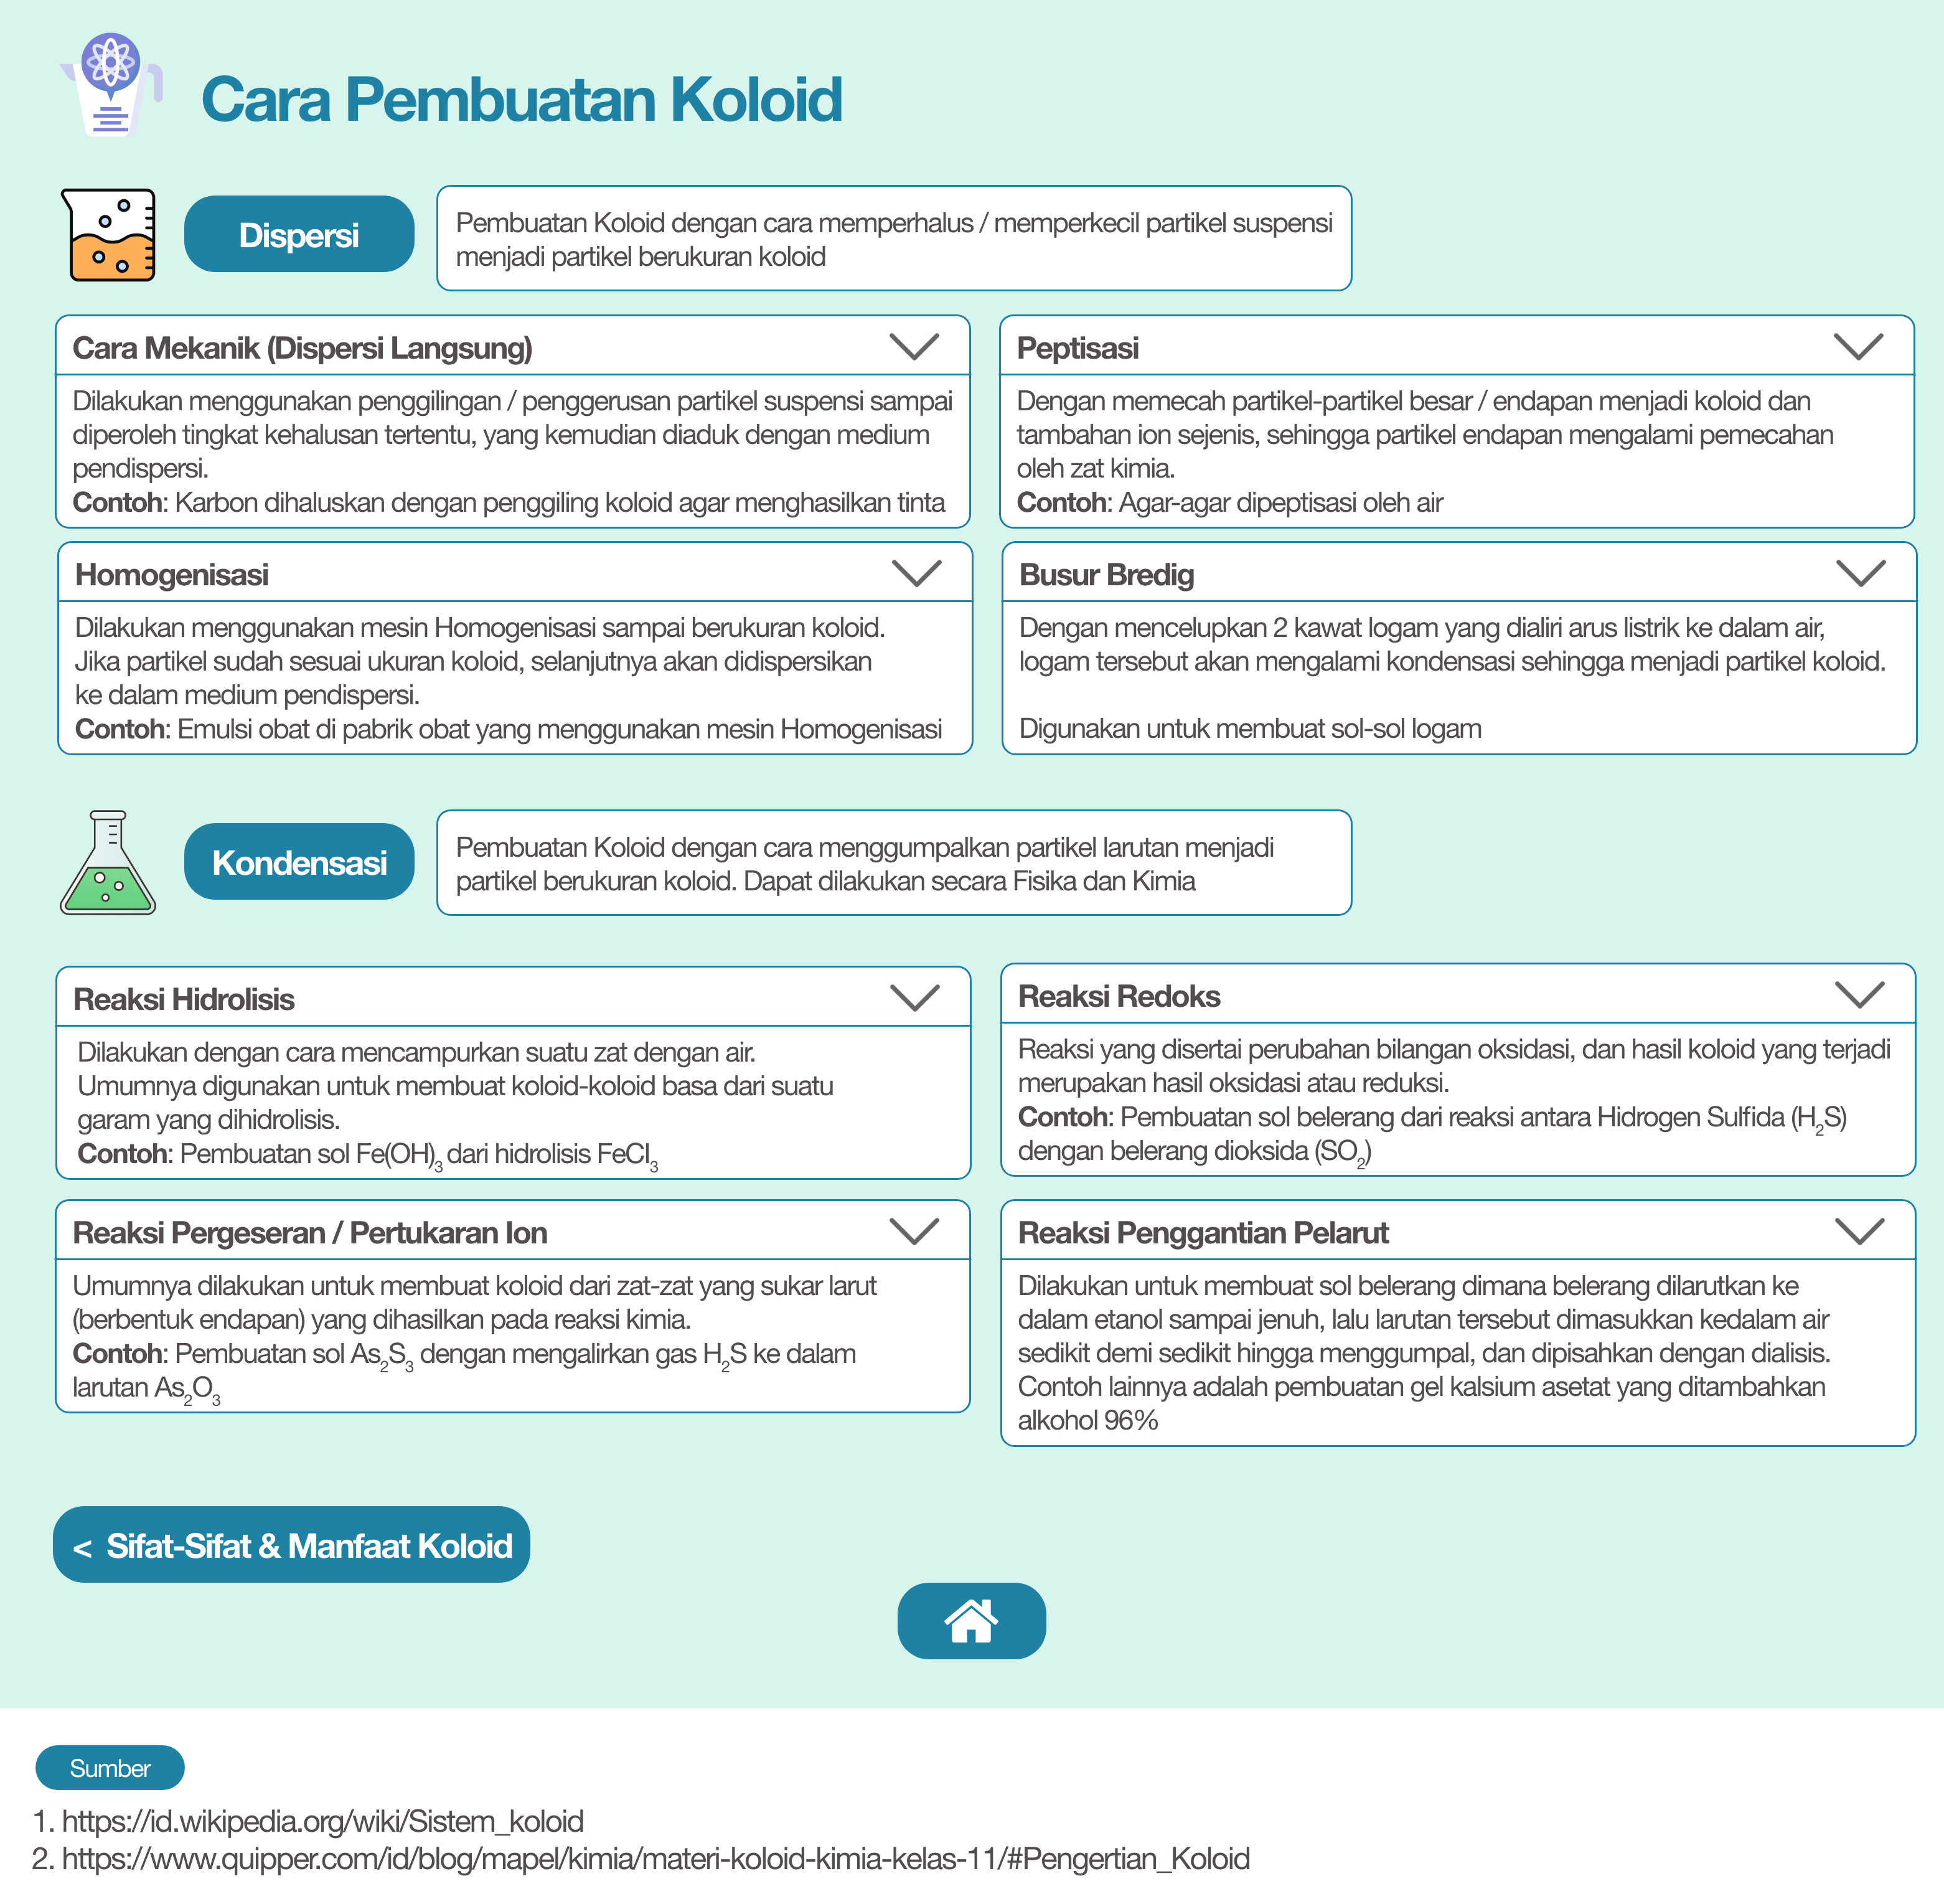 Cara Pembuatan Koloid
Dispersi
Pembuatan Koloid dengan cara memperhalus / memperkecil partikel suspensi
menjadi partikel berukuran koloid
Cara Mekanik (Dispersi Langsung)
Dilakukan menggunakan penggilingan / penggerusan partikel suspensi sampai
diperoleh tingkat kehalusan tertentu, yang kemudian diaduk dengan medium
pendispersi.
Contoh: Karbon dihaluskan dengan penggiling koloid agar menghasilkan tinta
Peptisasi
Dengan memecah partikel-partikel besar / endapan menjadi koloid dan
tambahan ion sejenis, sehingga partikel endapan mengalami pemecahan
oleh zat kimia.
Contoh: Agar-agar dipeptisasi oleh air
Homogenisasi
Dilakukan menggunakan mesin Homogenisasi sampai berukuran koloid.
Jika partikel sudah sesuai ukuran koloid, selanjutnya akan didispersikan
ke dalam medium pendispersi.
Contoh: Emulsi obat di pabrik obat yang menggunakan mesin Homogenisasi
Busur Bredig
Dengan mencelupkan 2 kawat logam yang dialiri arus listrik ke dalam air,
logam tersebut akan mengalami kondensasi sehingga menjadi partikel koloid.
Digunakan untuk membuat sol-sol logam
Kondensasi
Pembuatan Koloid dengan cara menggumpalkan partikel larutan menjadi
partikel berukuran koloid. Dapat dilakukan secara Fisika dan Kimia
Reaksi Hidrolisis
Dilakukan dengan cara mencampurkan suatu zat dengan air.
Umumnya digunakan untuk membuat koloid-koloid basa dari suatu
garam yang dihidrolisis.
Contoh: Pembuatan sol Fe(OH)₃ dari hidrolisis FeCl₃
Reaksi Redoks
Reaksi yang disertai perubahan bilangan oksidasi, dan hasil koloid yang terjadi
merupakan hasil oksidasi atau reduksi.
Contoh: Pembuatan sol belerang dari reaksi antara Hidrogen Sulfida (H₂S)
dengan belerang dioksida (SO₂)
Reaksi Pergeseran / Pertukaran Ion
Umumnya dilakukan untuk membuat koloid dari zat-zat yang sukar larut
(berbentuk endapan) yang dihasilkan pada reaksi kimia.
Contoh: Pembuatan sol As₂S₃ dengan mengalirkan gas H₂S ke dalam
larutan As₂O₃
Reaksi Penggantian Pelarut
Dilakukan untuk membuat sol belerang dimana belerang dilarutkan ke
dalam etanol sampai jenuh, lalu larutan tersebut dimasukkan kedalam air
sedikit demi sedikit hingga menggumpal, dan dipisahkan dengan dialisis.
Contoh lainnya adalah pembuatan gel kalsium asetat yang ditambahkan
alkohol 96%
< Sifat-Sifat & Manfaat Koloid
Sumber
1. https://id.wikipedia.org/wiki/Sistem_koloid
2. https://www.quipper.com/id/blog/mapel/kimia/materi-koloid-kimia-kelas-11/#Pengertian_Koloid